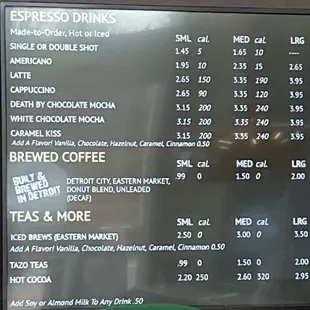 ESPRESSO DRINKS
Made-to-Order, Hot or Iced SML cal. MED cal. LRG
SINGLE OR DOUBLE SHOT 1.45 5 1.65 10 ----
AMERICANO 1.95 10 2.35 15 2.65
LATTE 2.65 150 3.35 190 3.95
CAPPUCCINO 2.65 90 3.35 120 3.95
DEATH BY CHOCOLATE MOCHA 3.15 200 3.35 240 3.95
WHITE CHOCOLATE MOCHA 3.15 200 3.35 240 3.95
CARAMEL KISS 3.15 200 3.35 240 3.95
Add A Flavor! Vanilla, Chocolate, Hazelnut, Caramel, Cinnamon 0.50
BREWED COFFEE SML cal. MED cal. LRG
BUILT & BREWED IN DETROIT
DETROIT CITY, EASTERN MARKET, .99 0 1.50 0 2.00
DONUT BLEND, UNLEADED
(DECAF)
TEAS & MORE SML cal. MED cal. LRG
ICED BREWS (EASTERN MARKET) 2.50 0 3.00 0 3.50
Add A Flavor! Vanilla, Chocolate, Hazelnut, Caramel, Cinnamon 0.50
TAZO TEAS .99 0 1.50 0 2.00
HOT COCOA 2.20 250 2.60 320 2.95
Add Soy or Almond Milk To Any Drink .50